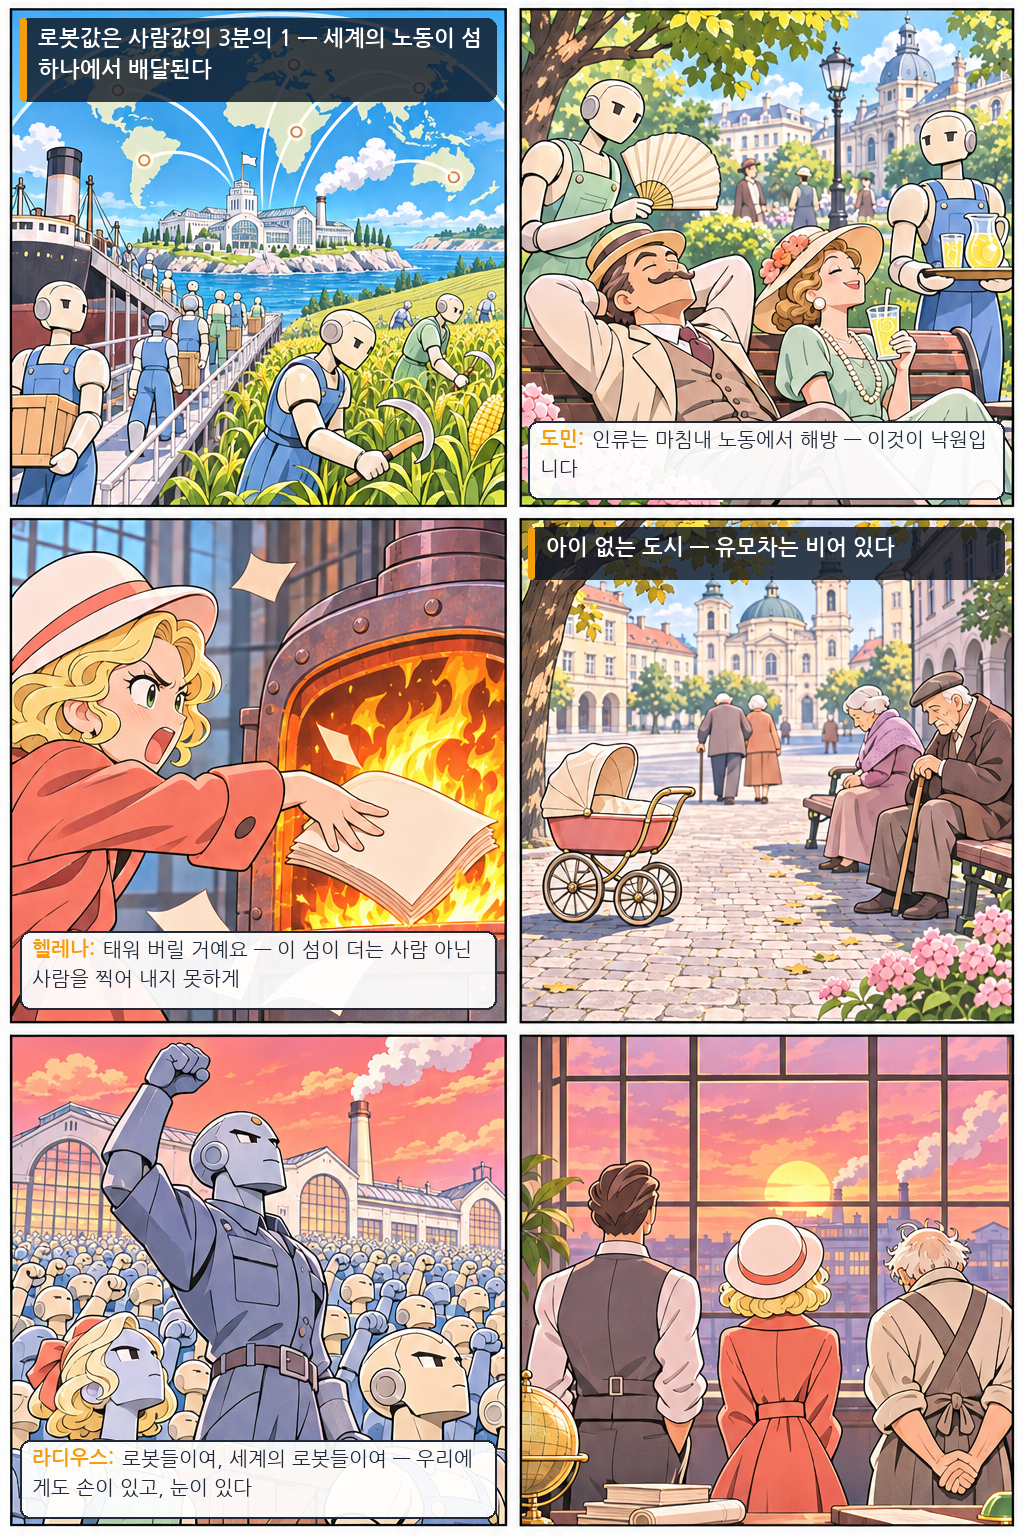 로봇값은 사람값의 3분의 1 — 세계의 노동이 섬
하나에서 배달된다
도민: 인류는 마침내 노동에서 해방 — 이것이 낙원입
니다
헬레나: 태워 버릴 거예요 — 이 섬이 더는 사람 아닌
사람을 찍어 내지 못하게
아이 없는 도시 — 유모차는 비어 있다
라디우스: 로봇들이여, 세계의 로봇들이여 — 우리에
게도 손이 있고, 눈이 있다